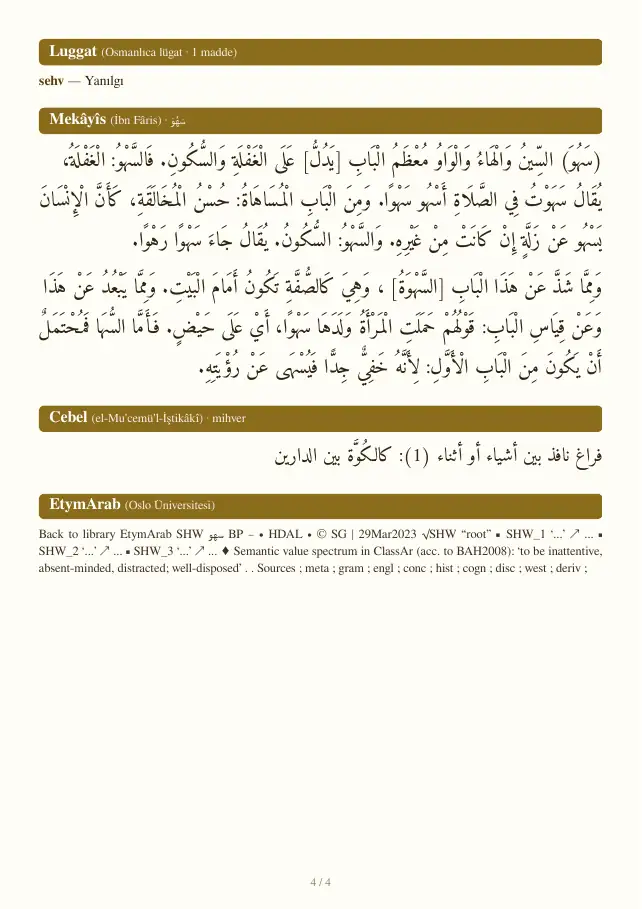 Luggat (Osmanlıca lügat · 1 madde)
sehv — Yanılgı
Mekâyîs (İbn Fâris) · سَهُوَ
(سَهُوَ) السِّينُ وَالْهَاءُ وَالْوَاوُ مُعْظَمُ الْبَابِ [يَدُلُّ] عَلَى الْغَفْلَةِ وَالسُّكُونِ. فَالسَّهْوُ: الْغَفْلَةُ،
يُقَالُ سَهَوْتُ فِي الصَّلَاةِ أَسْهُو سَهْوًا. وَمِنَ الْبَابِ الْمُسَاهَاةُ: حُسْنُ الْمُخَالَقَةِ، كَأَنَّ الْإِنْسَانَ
يَسْهُو عَنْ زَلَّةٍ إِنْ كَانَتْ مِنْ غَيْرِهِ. وَالسَّهْوُ: السُّكُونُ. يُقَالُ جَاءَ سَهْوًا رَهْوًا.
وَمِمَّا شَذَّ عَنْ هَذَا الْبَابِ [السَّهْوَةُ] ، وَهِيَ كَالصُّفَّةِ تَكُونُ أَمَامَ الْبَيْتِ. وَمِمَّا يَبْعُدُ عَنْ هَذَا
وَعَنْ قِيَاسِ الْبَابِ: قَوْلُهُمْ حَمَلَتِ الْمَرْأَةُ وَلَدَهَا سَهْوًا، أَيْ عَلَى حَيْضٍ. فَأَمَّا السُّهَا فَمُحْتَمَلٌ
أَنْ يَكُونَ مِنَ الْبَابِ الْأَوَّلِ: لِأَنَّهُ خَفِيٌّ جِدًّا فَيُسْهَى عَنْ رُؤْيَتِهِ.
Cebel (el-Mu'cemü'l-İştikâkî) · mihver
فراغ نافذ بين أشياء أو أثناء (1): كالكُوَّة بين الدارين
EtymArab (Oslo Üniversitesi)
Back to library EtymArab SHW سهو BP – • HDAL • © SG | 29Mar2023 √SHW “root” ▪ SHW_1 ‘...’ ↗ ... ▪
SHW_2 ‘...’ ↗ ... ▪ SHW_3 ‘...’ ↗ ... ♦ Semantic value spectrum in ClassAr (acc. to BAH2008): ‘to be inattentive,
absent-minded, distracted; well-disposed’ . . Sources ; meta ; gram ; engl ; conc ; hist ; cogn ; disc ; west ; deriv ;
4 / 4